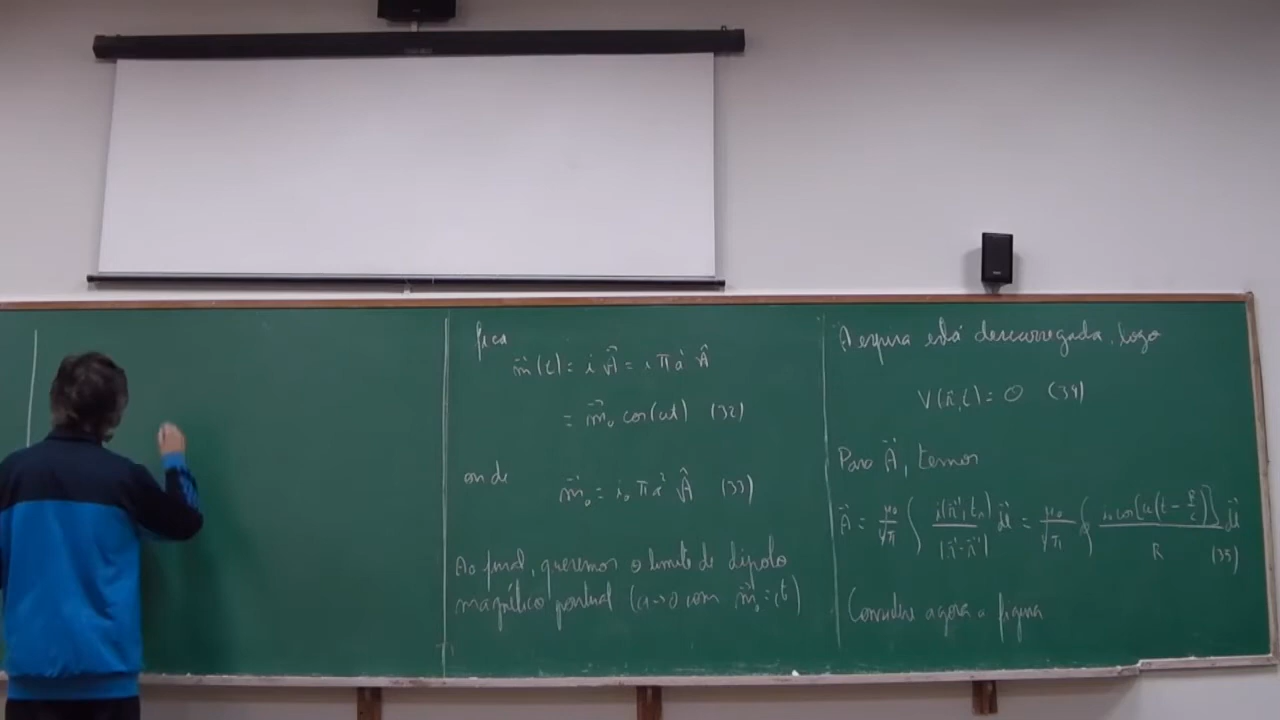 fica
m⃗(t) = i A⃗ = i π a² Â
= m⃗₀ cos(ωt) (32)
onde
m⃗₀ = i₀ π a² Â (33)
Ao final, queremos o limite de dipolo
magnético pontual (a→0 com m⃗₀ = ct)
A espira está descarregada, logo
V(r⃗,t) = 0 (34)
Para A⃗, temos
A⃗ = μ₀/4π ∫ i(r⃗',tᵣ)/|r⃗-r⃗'| dl⃗ = μ₀/4π ∮ i₀ cos[ω(t - R/c)]/R dl⃗ (35)
Considere agora a figura